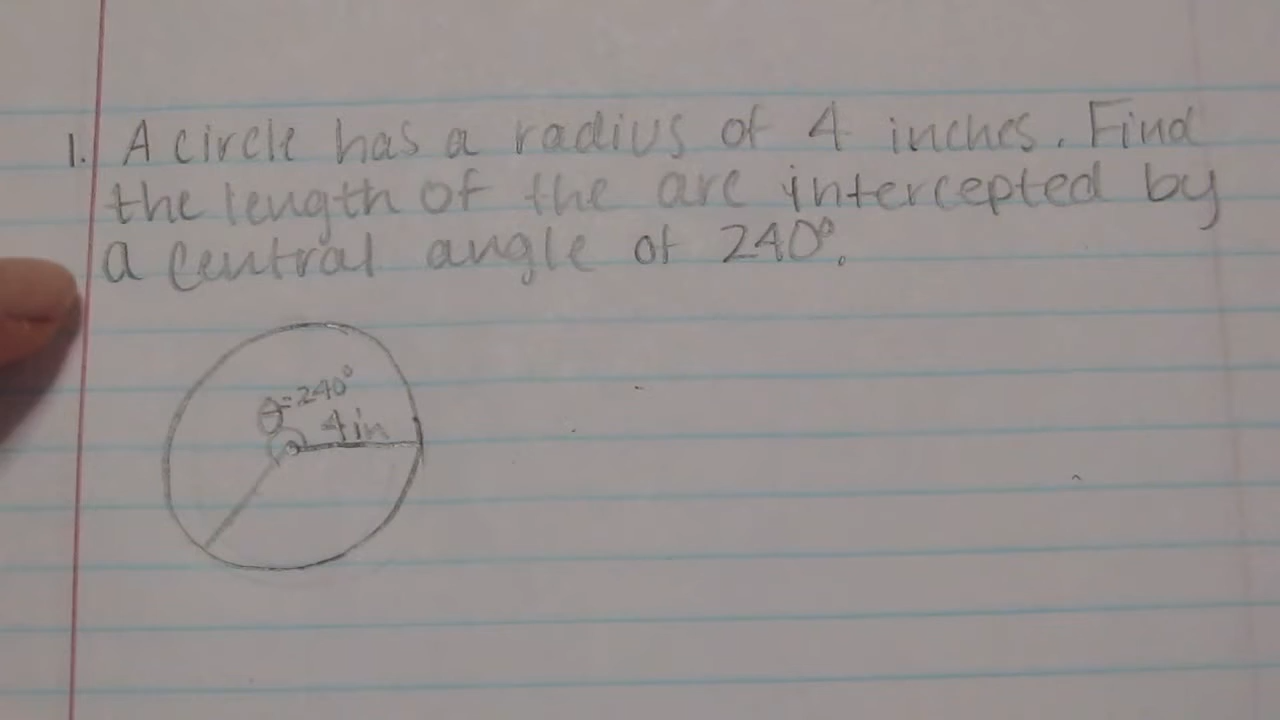 1. A circle has a radius of 4 inches. Find
the length of the arc intercepted by
a central angle of 240°.
θ=240°
4in